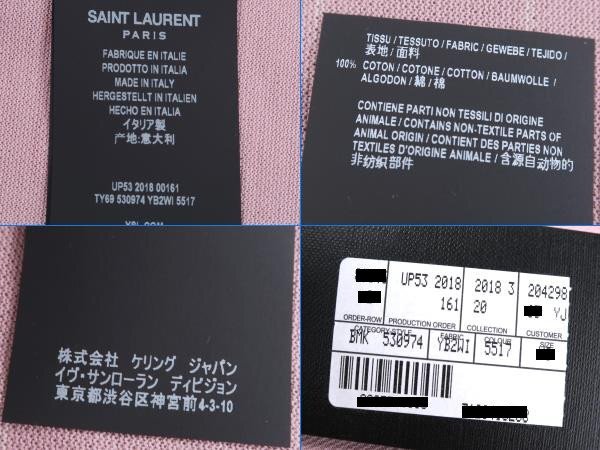 SAINT LAURENT
PARIS
FABRIQUE EN ITALIE
PRODOTTO IN ITALIA
MADE IN ITALY
HERGESTELLT IN ITALIEN
HECHO EN ITALIA
イタリア製
产地:意大利
UP53 2018 00161
TY69 530974 YB2WI 5517
YSL.COM
TISSU / TESSUTO / FABRIC / GEWEBE / TEJIDO /
表地 / 面料
100% COTON / COTONE / COTTON / BAUMWOLLE /
ALGODON / 綿 / 棉
CONTIENE PARTI NON TESSILI DI ORIGINE
ANIMALE / CONTAINS NON-TEXTILE PARTS OF
ANIMAL ORIGIN / CONTIENT DES PARTIES NON
TEXTILES D'ORIGINE ANIMALE / 含源自动物的
非纺织部件
株式会社 ケリング ジャパン
イヴ・サンローラン ディビジョン
東京都渋谷区神宮前4-3-10
UP53 2018 2018 3 204298
161 20 YJ
ORDER-ROW PRODUCTION ORDER COLLECTION CUSTOMER
CATEGORY-STYLE FABRIC COLOUR SIZE
BMK 530974 YB2WI 5517